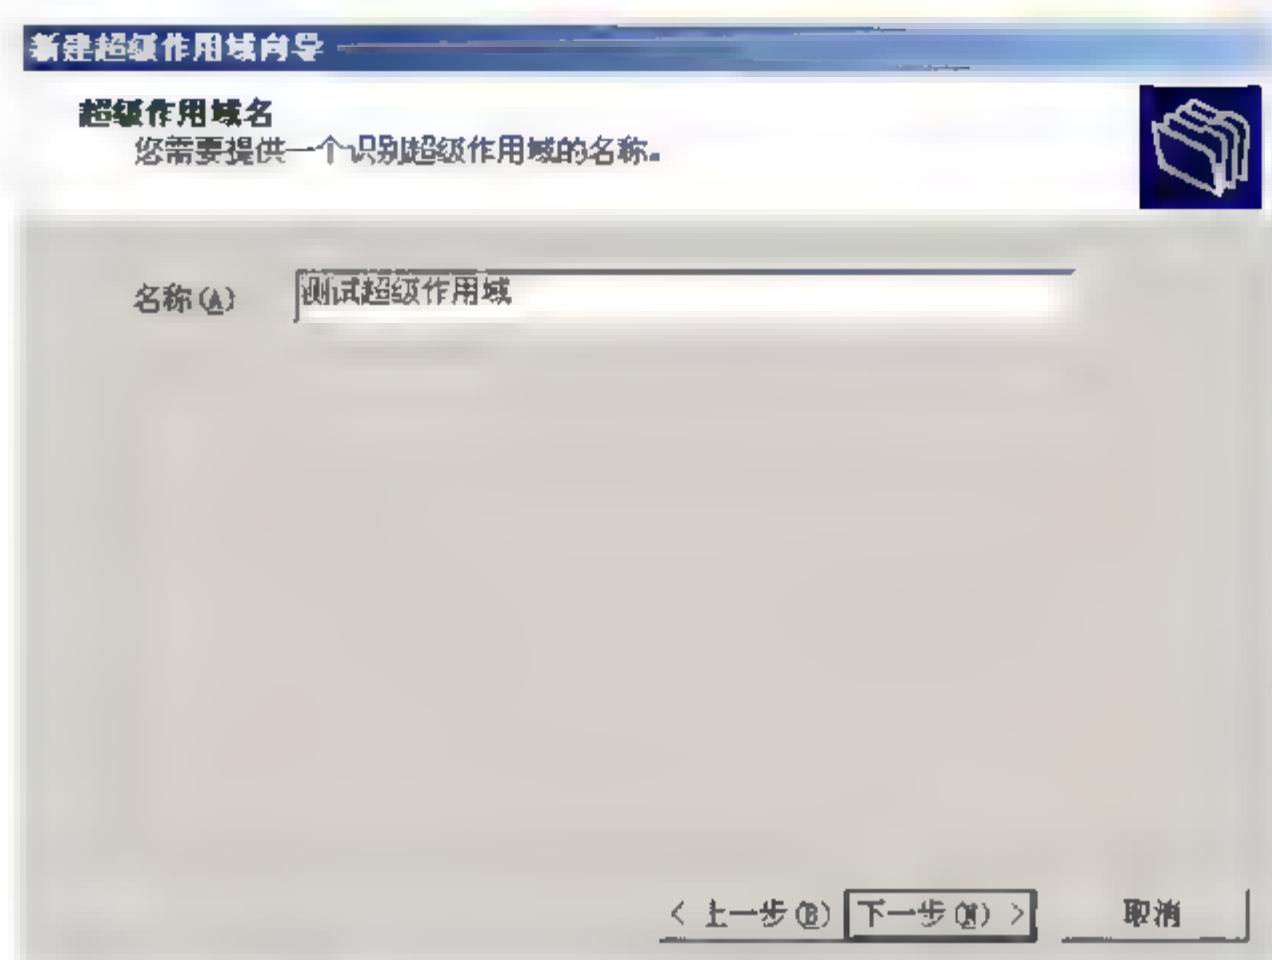 新建超级作用域向导
超级作用域名
您需要提供一个识别超级作用域的名称。
名称(A) 测试超级作用域
< 上一步(B) 下一步(N) > 取消